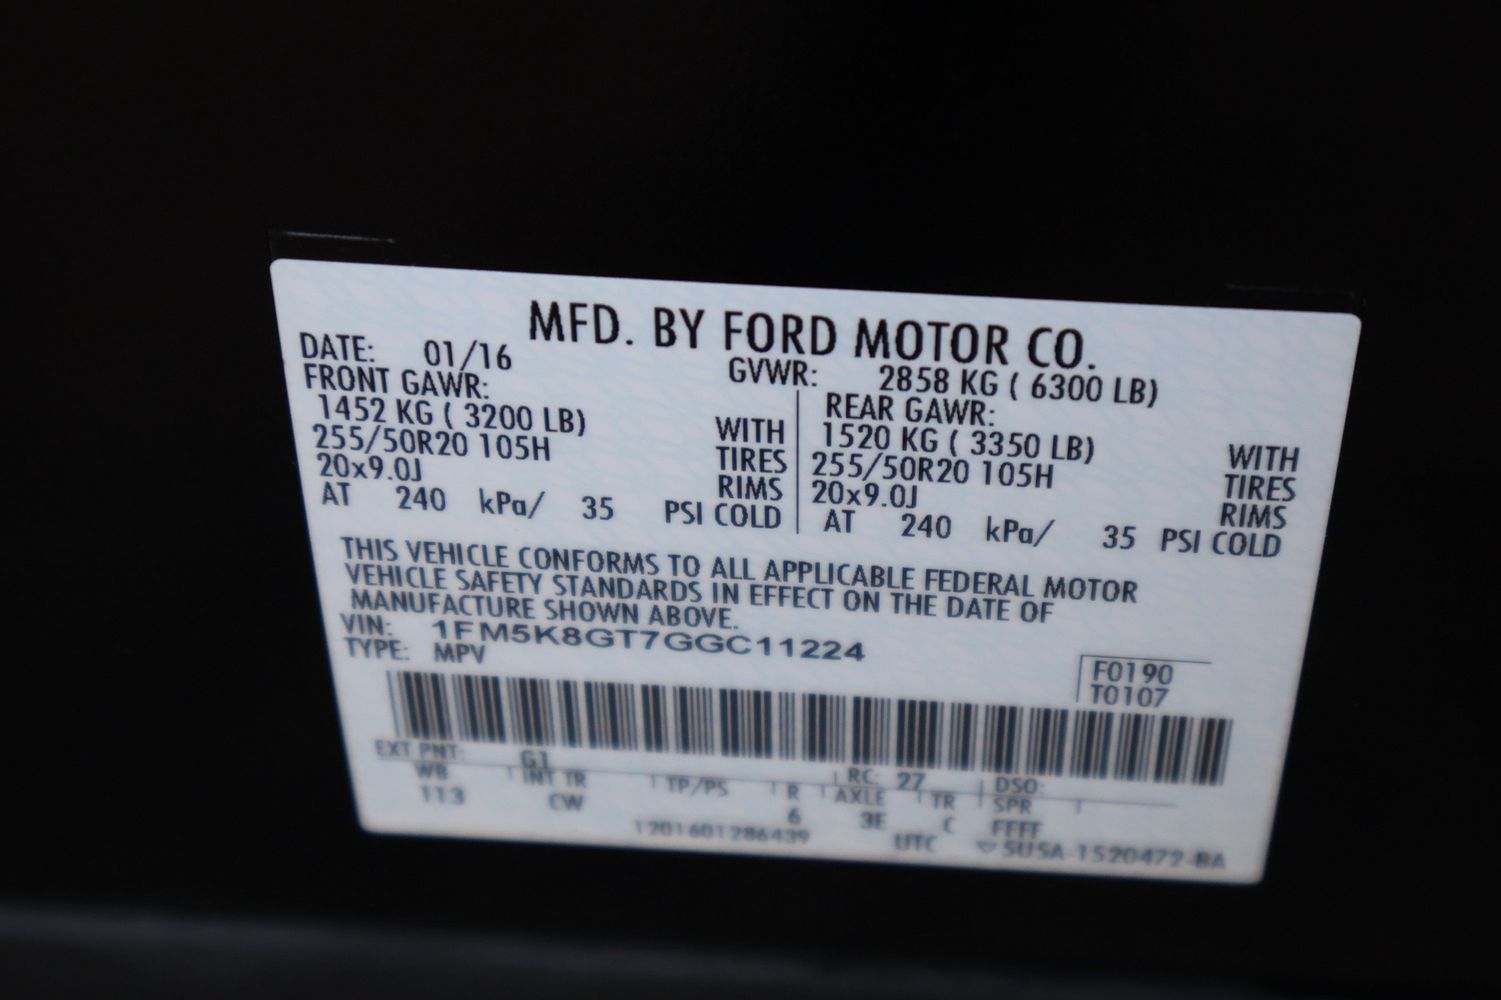 MFD. BY FORD MOTOR CO.
DATE: 01/16 GVWR: 2858 KG ( 6300 LB)
FRONT GAWR: REAR GAWR:
1452 KG ( 3200 LB) WITH 1520 KG ( 3350 LB) WITH
255/50R20 105H TIRES 255/50R20 105H TIRES
20x9.0J RIMS 20x9.0J RIMS
AT 240 kPa/ 35 PSI COLD AT 240 kPa/ 35 PSI COLD
THIS VEHICLE CONFORMS TO ALL APPLICABLE FEDERAL MOTOR
VEHICLE SAFETY STANDARDS IN EFFECT ON THE DATE OF
MANUFACTURE SHOWN ABOVE.
VIN: 1FM5K8GT7GGC11224
TYPE: MPV
F0190
T0107
EXT PNT: G1 RC: 27 DSO:
WB INT TR TP/PS R AXLE TR SPR
113 CW 6 3E C FFFF
1201601286439 UTC ▽ 5U5A-1520472-BA